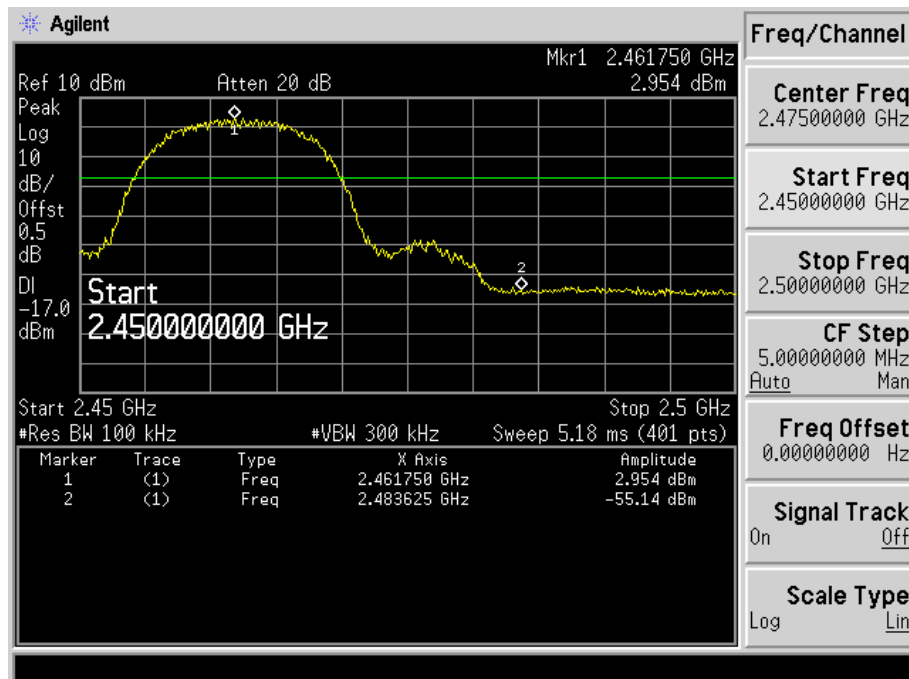 Agilent
Freq/Channel
Mkr1 2.461750 GHz
Ref 10 dBm Atten 20 dB 2.954 dBm
Peak
Log
10
dB/
Offst
0.5
dB
DI
-17.0
dBm
1
2
Start
2.450000000 GHz
Start 2.45 GHz Stop 2.5 GHz
#Res BW 100 kHz #VBW 300 kHz Sweep 5.18 ms (401 pts)
Marker Trace Type X Axis Amplitude
1 (1) Freq 2.461750 GHz 2.954 dBm
2 (1) Freq 2.483625 GHz -55.14 dBm
Center Freq
2.47500000 GHz
Start Freq
2.45000000 GHz
Stop Freq
2.50000000 GHz
CF Step
5.00000000 MHz
Auto Man
Freq Offset
0.00000000 Hz
Signal Track
On Off
Scale Type
Log Lin